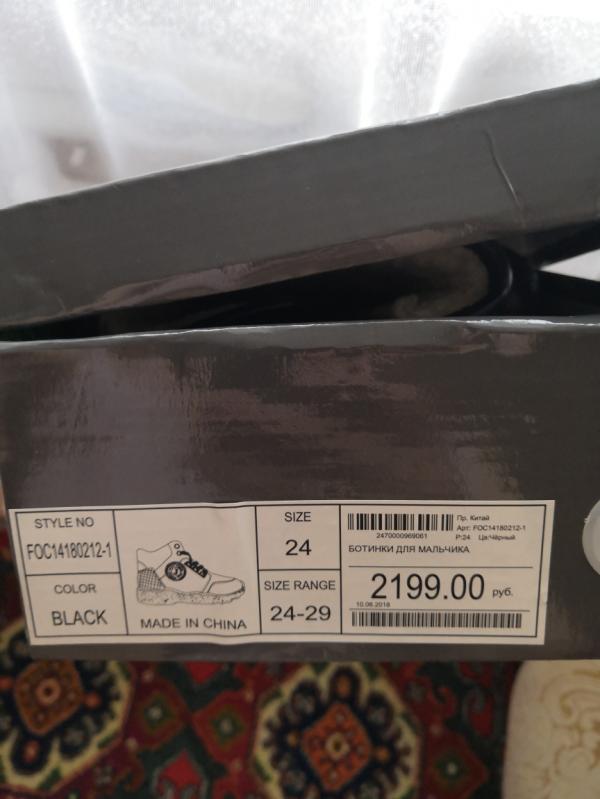 STYLE NO
FOC14180212-1
COLOR
BLACK
MADE IN CHINA
SIZE
24
SIZE RANGE
24-29
2470000969061
Пр. Китай
Арт: FOC14180212-1
Р:24 Цв:Чёрный
БОТИНКИ ДЛЯ МАЛЬЧИКА
2199.00 руб.
10.08.2018